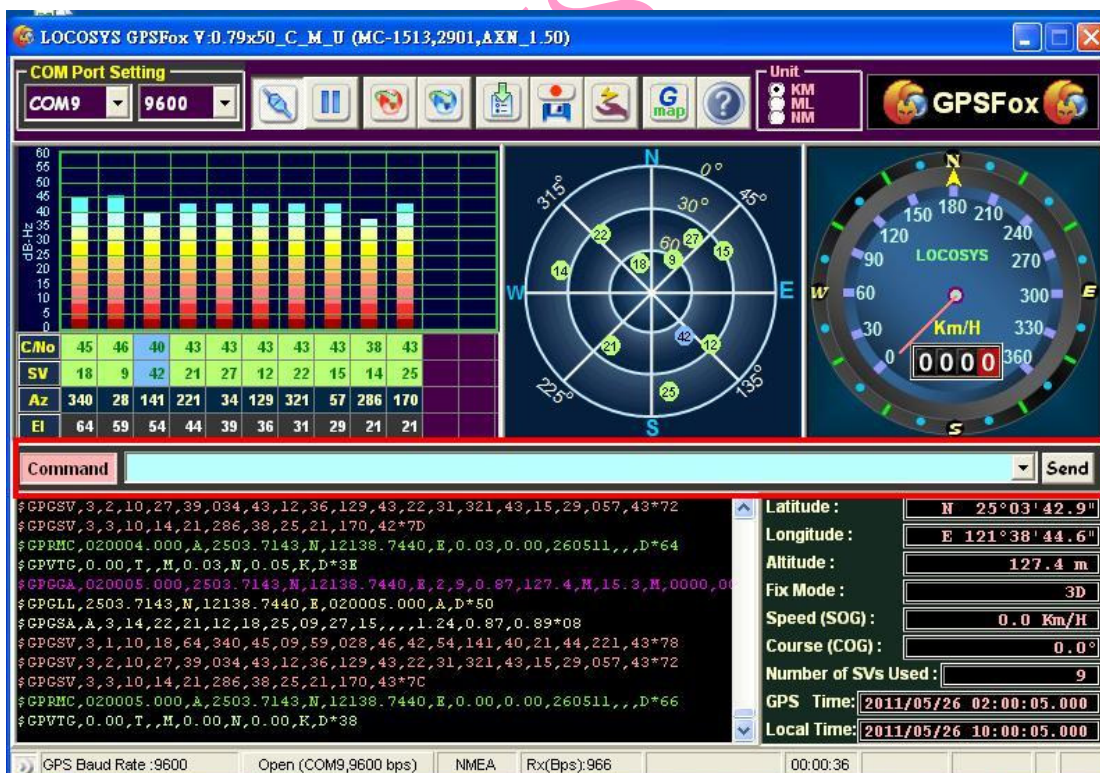 LOCOSYS GPSFox V:0.79x50_C_M_U (MC-1513,2901,AXN_1.50)
COM Port Setting
COM9 9600
G map
?
Unit
KM
ML
NM
GPSFox
60
55
50
45
40
35
30
25
20
15
10
5
0
dB-Hz
C/No 45 46 40 43 43 43 43 43 38 43
SV 18 9 42 21 27 12 22 15 14 25
Az 340 28 141 221 34 129 321 57 286 170
El 64 59 54 44 39 36 31 29 21 21
N
0°
315°
45°
30°
60
22
27
15
18
9
14
W
E
42
12
21
25
225°
135°
S
N
150 180 210
120 240
90 LOCOSYS 270
W 60 300 E
30 Km/H 330
0 0000 360
S
Command Send
$GPGSV,3,2,10,27,39,034,43,12,36,129,43,22,31,321,43,15,29,057,43*72
$GPGSV,3,3,10,14,21,286,38,25,21,170,42*7D
$GPRMC,020004.000,A,2503.7143,N,12138.7440,E,0.03,0.00,260511,,,D*64
$GPVTG,0.00,T,,M,0.03,N,0.05,K,D*3E
$GPGGA,020005.000,2503.7143,N,12138.7440,E,2,9,0.87,127.4,M,15.3,M,0000,00
$GPGLL,2503.7143,N,12138.7440,E,020005.000,A,D*50
$GPGSA,A,3,14,22,21,12,18,25,09,27,15,,,,1.24,0.87,0.89*08
$GPGSV,3,1,10,18,64,340,45,09,59,028,46,42,54,141,40,21,44,221,43*78
$GPGSV,3,2,10,27,39,034,43,12,36,129,43,22,31,321,43,15,29,057,43*72
$GPGSV,3,3,10,14,21,286,38,25,21,170,43*7C
$GPRMC,020005.000,A,2503.7143,N,12138.7440,E,0.00,0.00,260511,,,D*66
$GPVTG,0.00,T,,M,0.00,N,0.00,K,D*38
Latitude : N 25°03'42.9"
Longitude : E 121°38'44.6"
Altitude : 127.4 m
Fix Mode : 3D
Speed (SOG) : 0.0 Km/H
Course (COG) : 0.0°
Number of SVs Used : 9
GPS Time: 2011/05/26 02:00:05.000
Local Time: 2011/05/26 10:00:05.000
GPS Baud Rate :9600 Open (COM9,9600 bps) NMEA Rx(Bps):966 00:00:36